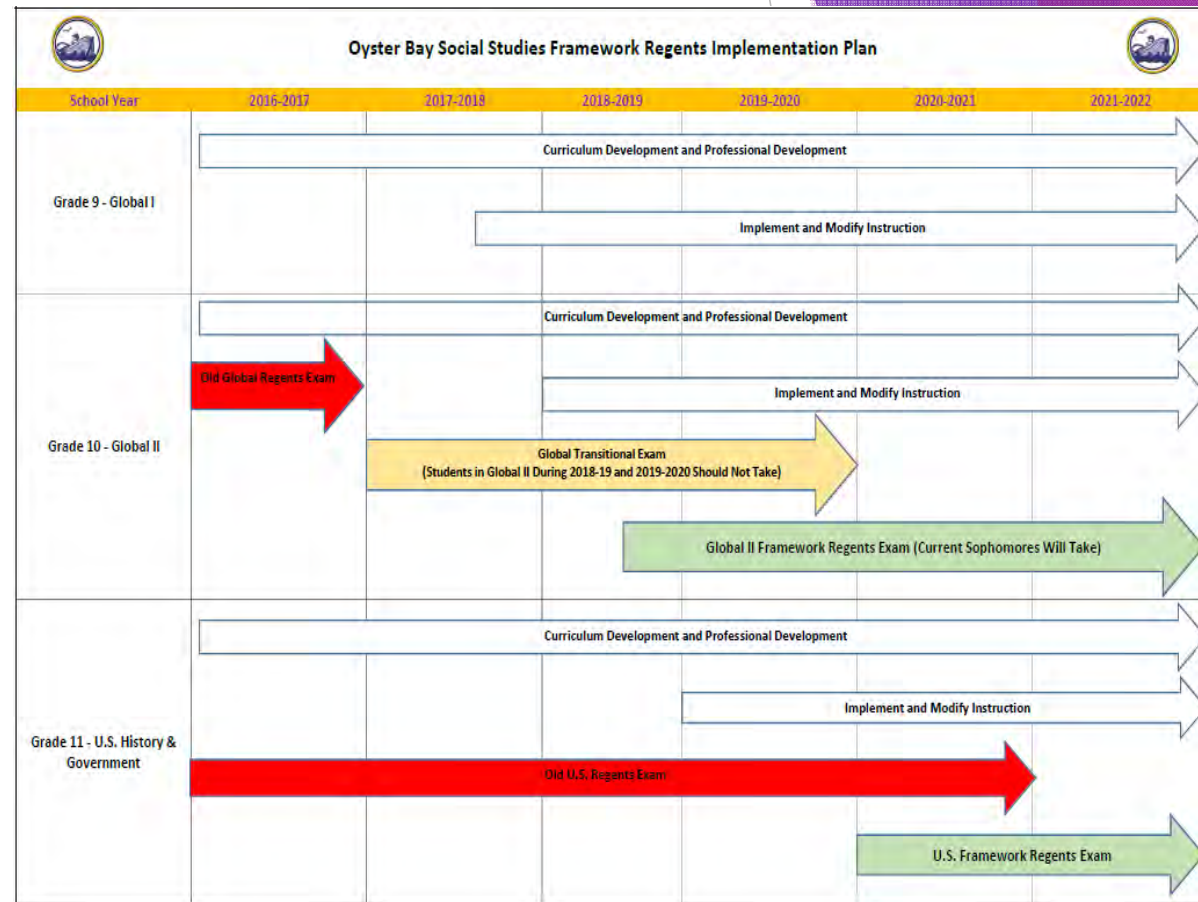 Oyster Bay Social Studies Framework Regents Implementation Plan
School Year 2016-2017 2017-2018 2018-2019 2019-2020 2020-2021 2021-2022
Curriculum Development and Professional Development
Grade 9 - Global I
Implement and Modify Instruction
Curriculum Development and Professional Development
Old Global Regents Exam
Implement and Modify Instruction
Grade 10 - Global II
Global Transitional Exam
(Students in Global II During 2018-19 and 2019-2020 Should Not Take)
Global II Framework Regents Exam (Current Sophomores Will Take)
Curriculum Development and Professional Development
Implement and Modify Instruction
Grade 11 - U.S. History &
Government
Old U.S. Regents Exam
U.S. Framework Regents Exam